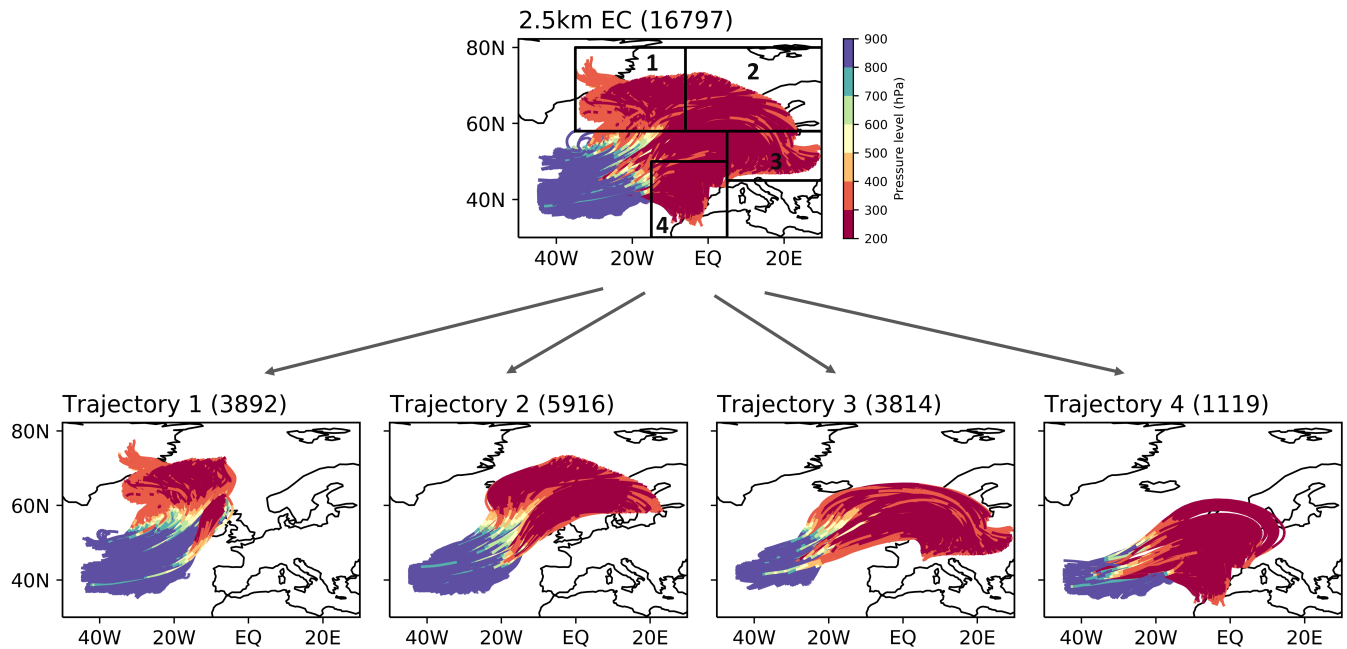 2.5km EC (16797)
80N
60N
40N
40W 20W EQ 20E
1
2
3
4
900
800
700
600
500
400
300
200
Pressure level (hPa)
Trajectory 1 (3892)
Trajectory 2 (5916)
Trajectory 3 (3814)
Trajectory 4 (1119)
80N
60N
40N
40W 20W EQ 20E
40W 20W EQ 20E
40W 20W EQ 20E
40W 20W EQ 20E